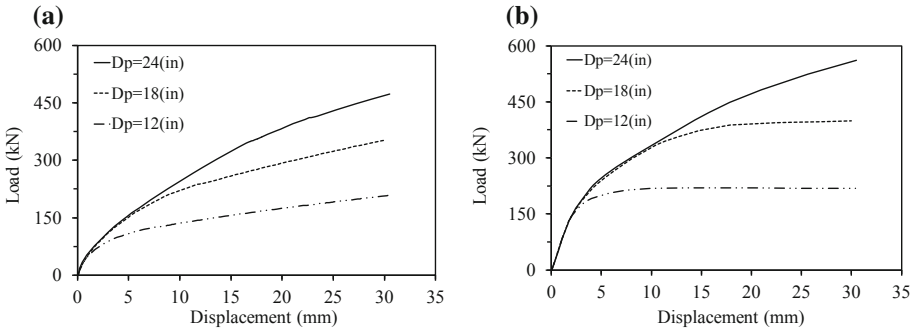 (a)
600
450
300
150
0
Load (kN)
Dp=24(in)
Dp=18(in)
Dp=12(in)
0 5 10 15 20 25 30 35
Displacement (mm)
(b)
600
450
300
150
0
Load (kN)
Dp=24(in)
Dp=18(in)
Dp=12(in)
0 5 10 15 20 25 30 35
Displacement (mm)